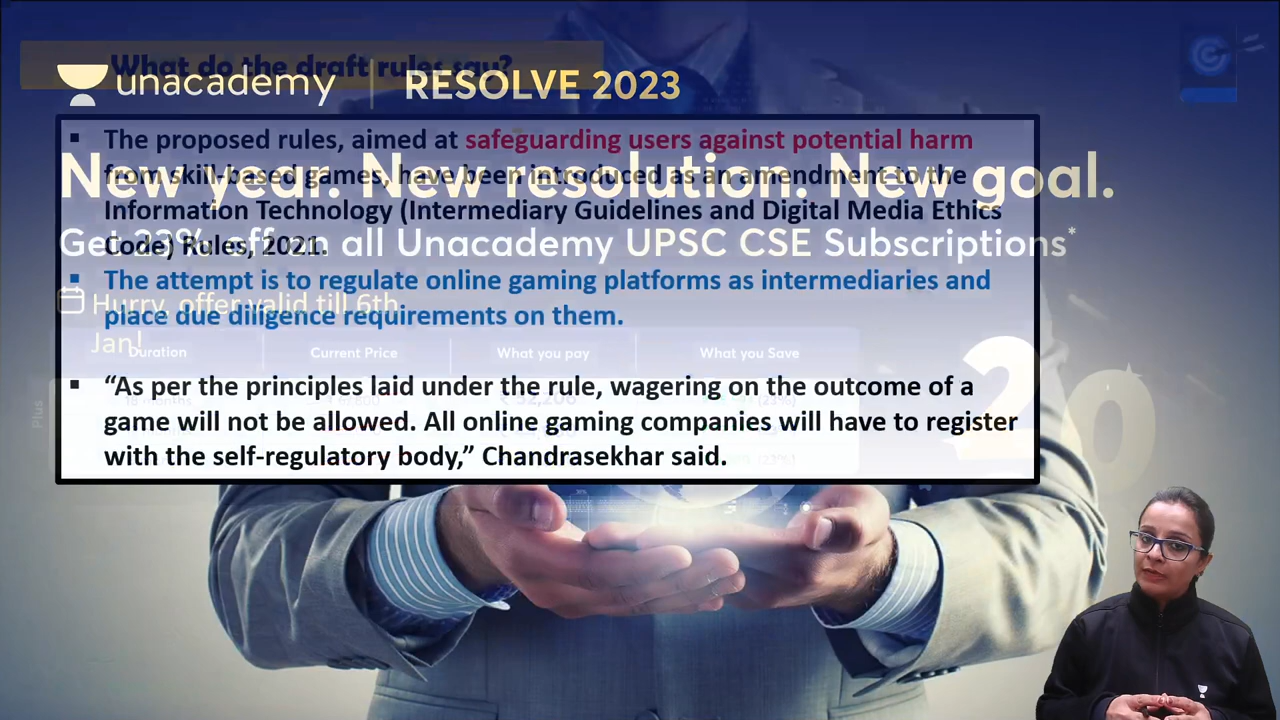 What do the draft rules say?
unacademy | RESOLVE 2023
▪ The proposed rules, aimed at safeguarding users against potential harm
New year. New resolution. New goal.
from skill-based games, have been introduced as an amendment to the
Information Technology (Intermediary Guidelines and Digital Media Ethics
Code) Rules, 2021.
Get 23% off on all Unacademy UPSC CSE Subscriptions*
▪ The attempt is to regulate online gaming platforms as intermediaries and
Hurry, offer valid till 6th
place due diligence requirements on them.
Jan!
Duration Current Price What you pay What you Save
▪ “As per the principles laid under the rule, wagering on the outcome of a
game will not be allowed. All online gaming companies will have to register
with the self-regulatory body,” Chandrasekhar said.
Plus
20